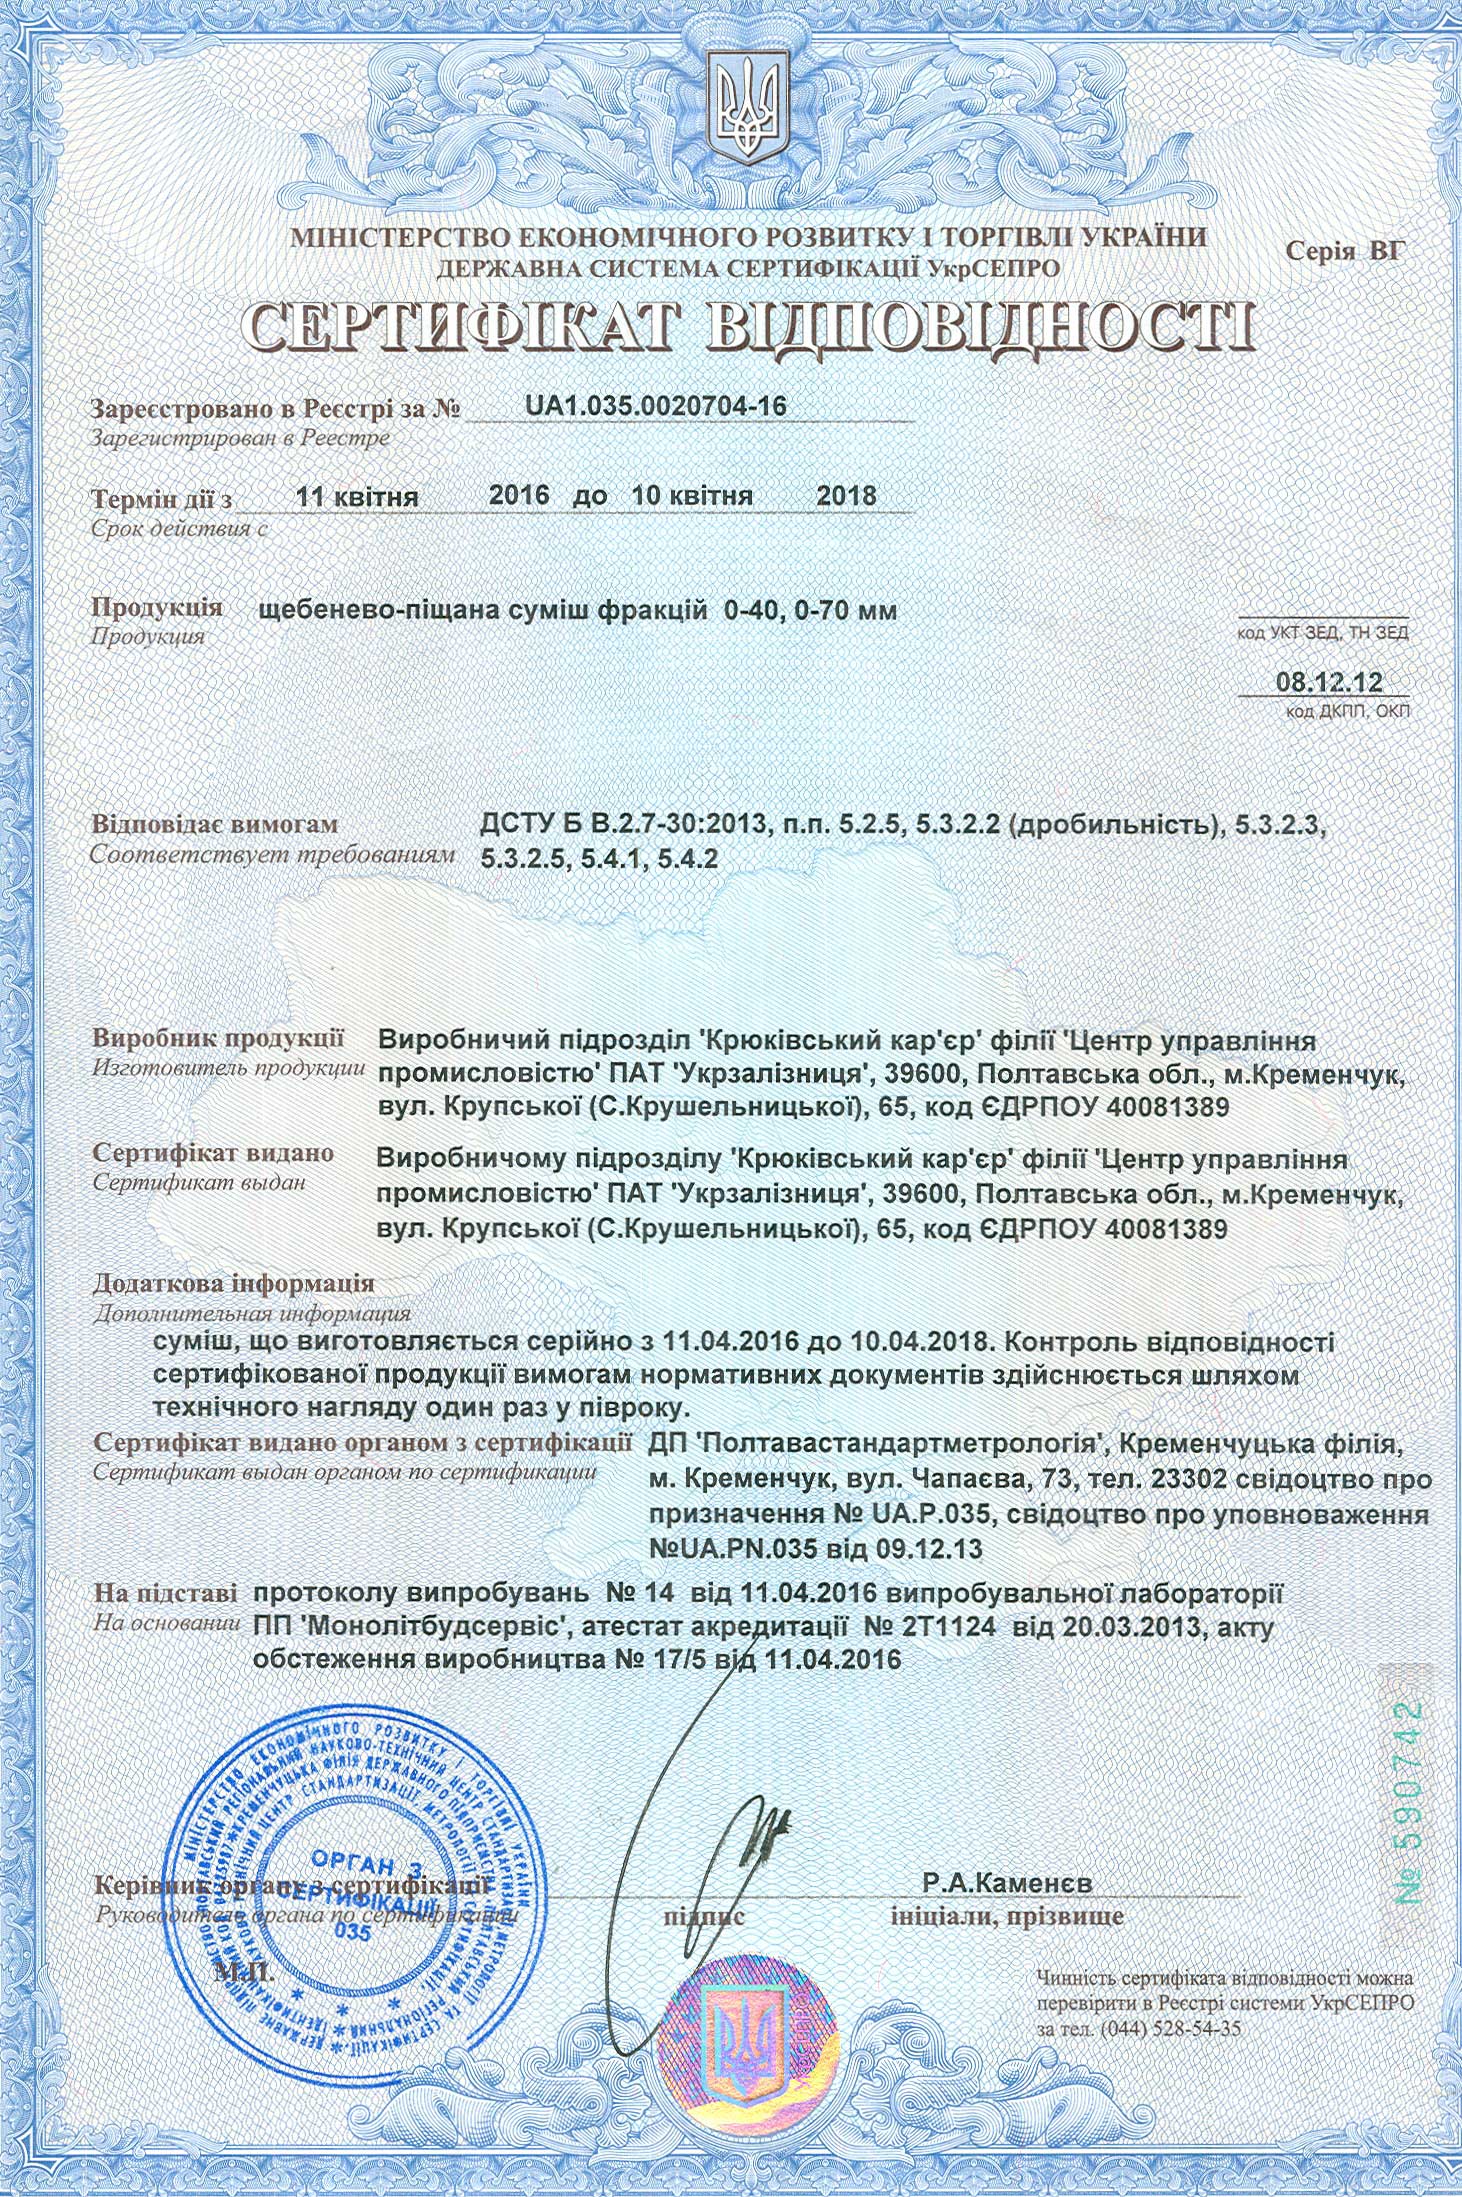 МІНІСТЕРСТВО ЕКОНОМІЧНОГО РОЗВИТКУ І ТОРГІВЛІ УКРАЇНИ
Серія ВГ
ДЕРЖАВНА СИСТЕМА СЕРТИФІКАЦІЇ УкрСЕПРО
СЕРТИФІКАТ ВІДПОВІДНОСТІ
Зареєстровано в Реєстрі за № UA1.035.0020704-16
Зарегистрирован в Реестре
Термін дії з 11 квітня 2016 до 10 квітня 2018
Срок действия с
Продукція щебенево-піщана суміш фракцій 0-40, 0-70 мм
Продукция
код УКТ ЗЕД, ТН ЗЕД
08.12.12
код ДКПП, ОКП
Відповідає вимогам ДСТУ Б В.2.7-30:2013, п.п. 5.2.5, 5.3.2.2 (дробильність), 5.3.2.3,
Соответствует требованиям 5.3.2.5, 5.4.1, 5.4.2
Виробник продукції Виробничий підрозділ 'Крюківський кар'єр' філії 'Центр управління
Изготовитель продукции промисловістю' ПАТ 'Укрзалізниця', 39600, Полтавська обл., м.Кременчук,
вул. Крупської (С.Крушельницької), 65, код ЄДРПОУ 40081389
Сертифікат видано Виробничому підрозділу 'Крюківський кар'єр' філії 'Центр управління
Сертификат выдан промисловістю' ПАТ 'Укрзалізниця', 39600, Полтавська обл., м.Кременчук,
вул. Крупської (С.Крушельницької), 65, код ЄДРПОУ 40081389
Додаткова інформація
Дополнительная информация
суміш, що виготовляється серійно з 11.04.2016 до 10.04.2018. Контроль відповідності
сертифікованої продукції вимогам нормативних документів здійснюється шляхом
технічного нагляду один раз у півроку.
Сертифікат видано органом з сертифікації ДП 'Полтавастандартметрологія', Кременчуцька філія,
Сертификат выдан органом по сертификации м. Кременчук, вул. Чапаєва, 73, тел. 23302 свідоцтво про
призначення № UA.P.035, свідоцтво про уповноваження
№UA.PN.035 від 09.12.13
На підставі протоколу випробувань № 14 від 11.04.2016 випробувальної лабораторії
На основании ПП 'Монолітбудсервіс', атестат акредитації № 2Т1124 від 20.03.2013, акту
обстеження виробництва № 17/5 від 11.04.2016
№ 590742
ОРГАН З
СЕРТИФІКАЦІЇ
035
Керівник органу з сертифікації Р.А.Каменєв
Руководитель органа по сертификации підпис ініціали, прізвище
М.П.
Чинність сертифіката відповідності можна
перевірити в Реєстрі системи УкрСЕПРО
за тел. (044) 528-54-35